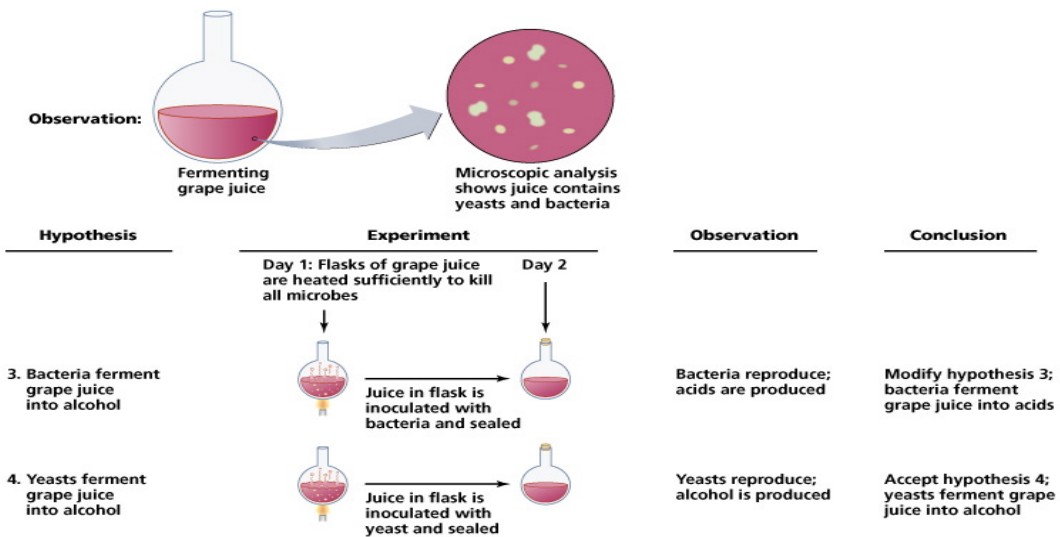 Observation:
Fermenting
grape juice
Microscopic analysis
shows juice contains
yeasts and bacteria
Hypothesis
Experiment
Observation
Conclusion
Day 1: Flasks of grape juice
are heated sufficiently to kill
all microbes
Day 2
3. Bacteria ferment
grape juice
into alcohol
Juice in flask is
inoculated with
bacteria and sealed
Bacteria reproduce;
acids are produced
Modify hypothesis 3;
bacteria ferment
grape juice into acids
4. Yeasts ferment
grape juice
into alcohol
Juice in flask is
inoculated with
yeast and sealed
Yeasts reproduce;
alcohol is produced
Accept hypothesis 4;
yeasts ferment grape
juice into alcohol